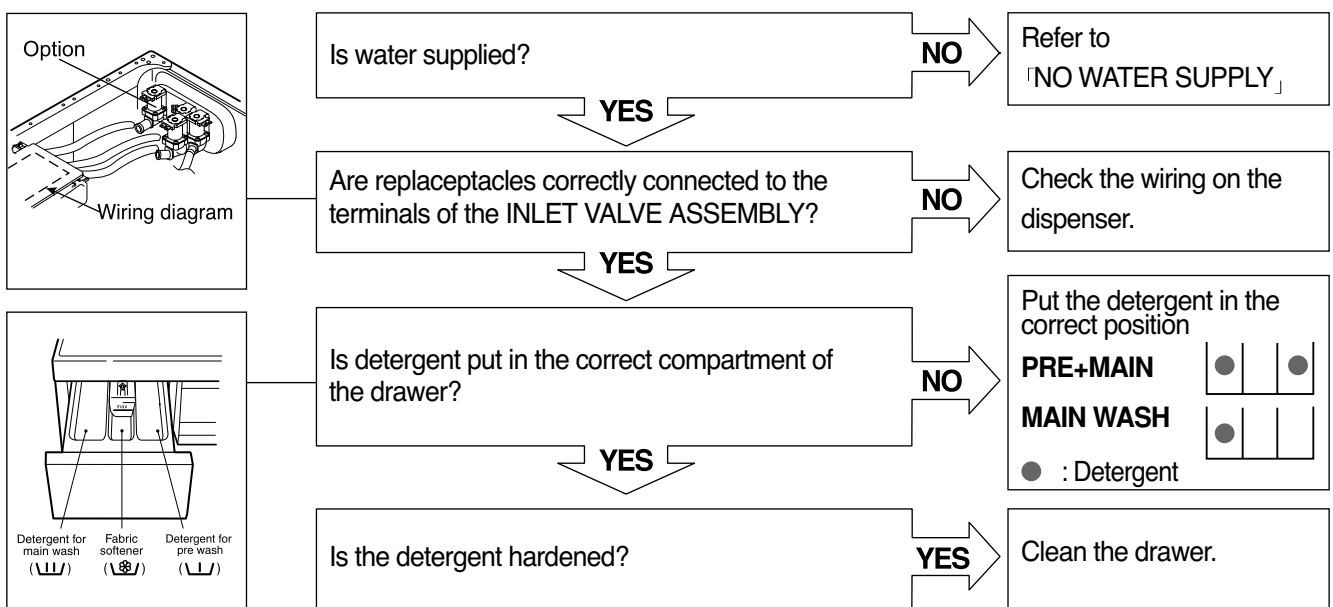 Option
Wiring diagram
Is water supplied?
NO
Refer to
「NO WATER SUPPLY」
YES
Are replaceptacles correctly connected to the
terminals of the INLET VALVE ASSEMBLY?
NO
Check the wiring on the
dispenser.
YES
max
Detergent for
main wash
Fabric
softener
Detergent for
pre wash
Is detergent put in the correct compartment of
the drawer?
NO
Put the detergent in the
correct position
PRE+MAIN
MAIN WASH
: Detergent
YES
Is the detergent hardened?
YES
Clean the drawer.